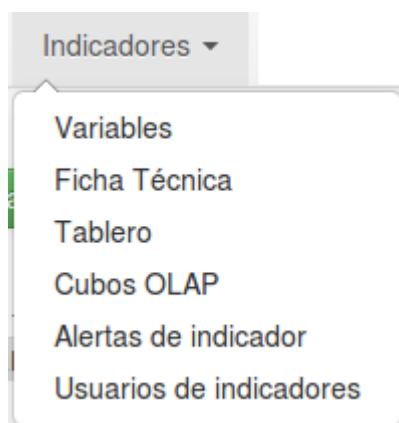 Indicadores
Variables
Ficha Técnica
Tablero
Cubos OLAP
Alertas de indicador
Usuarios de indicadores